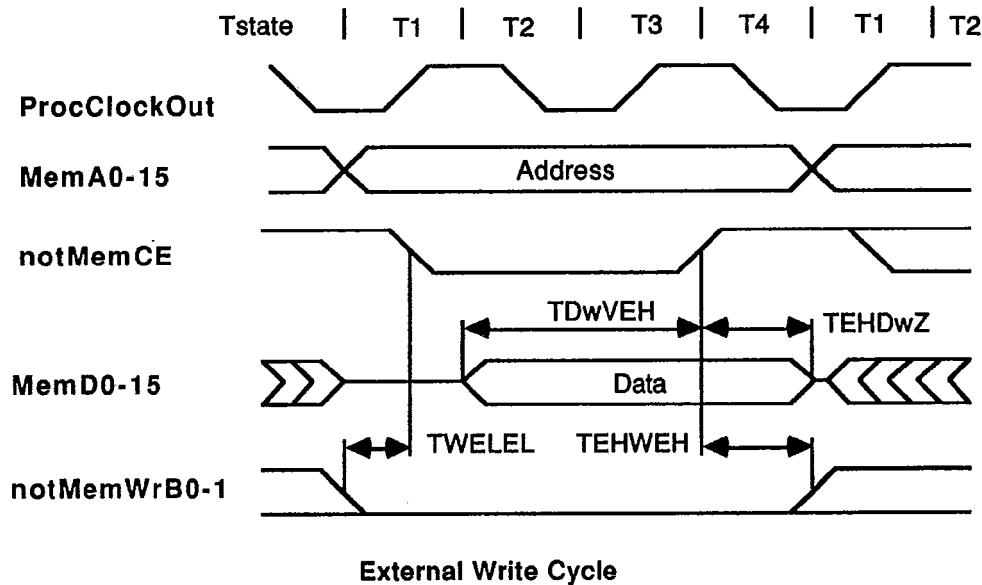 Tstate | T1 | T2 | T3 | T4 | T1 | T2
ProcClockOut
MemA0-15 Address
notMemCE
TDwVEH TEHDwZ
MemD0-15 Data
TWELEL TEHWEH
notMemWrB0-1
External Write Cycle